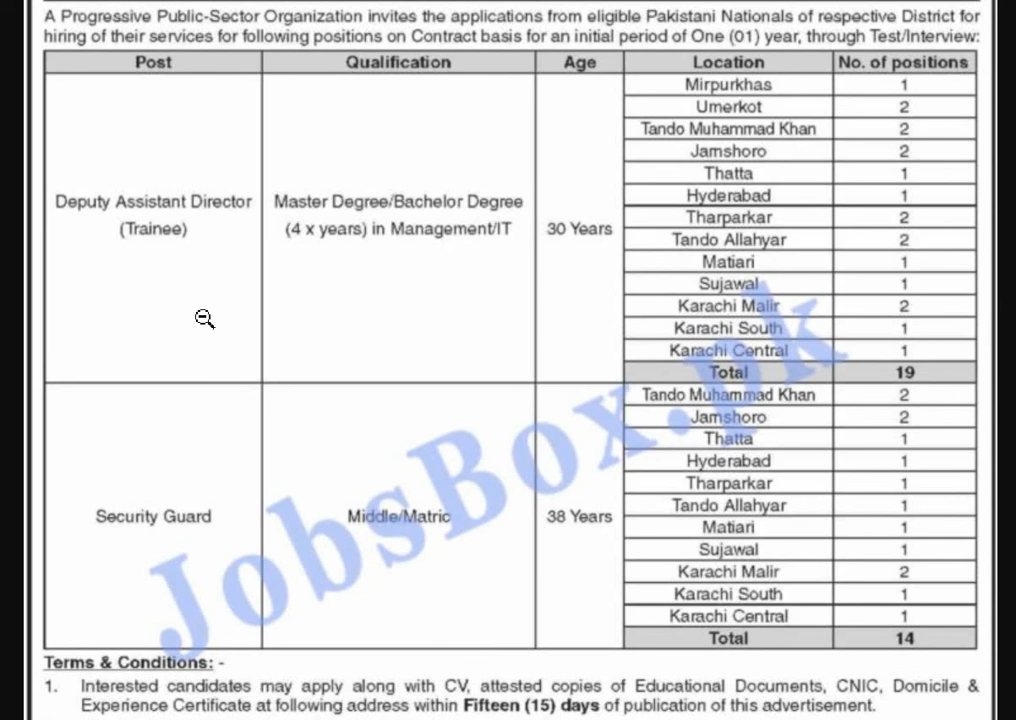 A Progressive Public-Sector Organization invites the applications from eligible Pakistani Nationals of respective District for
hiring of their services for following positions on Contract basis for an initial period of One (01) year, through Test/Interview:
Post Qualification Age Location No. of positions
Mirpurkhas 1
Umerkot 2
Tando Muhammad Khan 2
Jamshoro 2
Thatta 1
Hyderabad 1
Deputy Assistant Director Master Degree/Bachelor Degree
Tharparkar 2
(Trainee) (4 x years) in Management/IT 30 Years
Tando Allahyar 2
Matiari 1
Sujawal 1
Karachi Malir 2
Karachi South 1
Karachi Central 1
Total 19
Tando Muhammad Khan 2
Jamshoro 2
Thatta 1
Hyderabad 1
Tharparkar 1
Tando Allahyar 1
Security Guard Middle/Matric 38 Years
Matiari 1
Sujawal 1
Karachi Malir 2
Karachi South 1
Karachi Central 1
Total 14
JobsBox.pk
Terms & Conditions: -
1. Interested candidates may apply along with CV, attested copies of Educational Documents, CNIC, Domicile &
Experience Certificate at following address within Fifteen (15) days of publication of this advertisement.